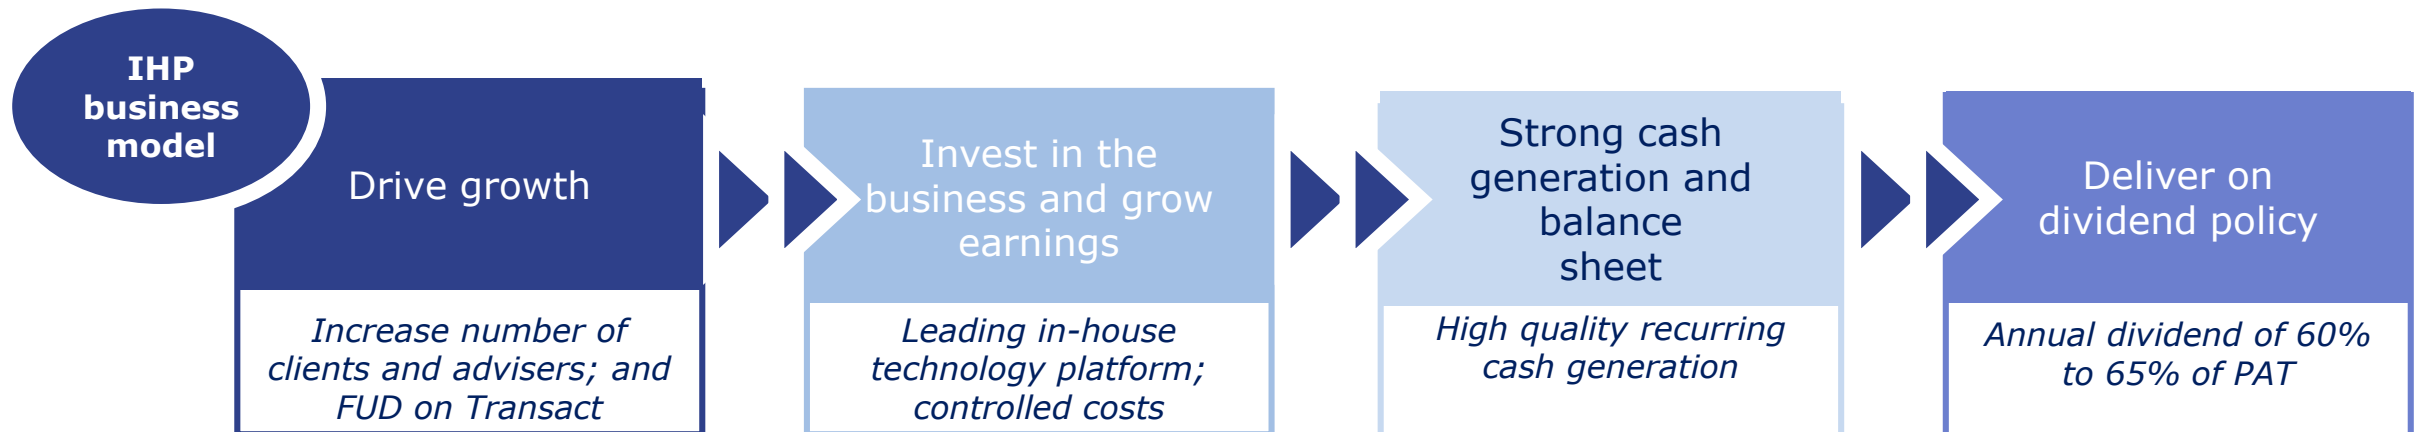 IHP
business
model
Drive growth
Increase number of
clients and advisers; and
FUD on Transact
Invest in the
business and grow
earnings
Leading in-house
technology platform;
controlled costs
Strong cash
generation and
balance
sheet
High quality recurring
cash generation
Deliver on
dividend policy
Annual dividend of 60%
to 65% of PAT